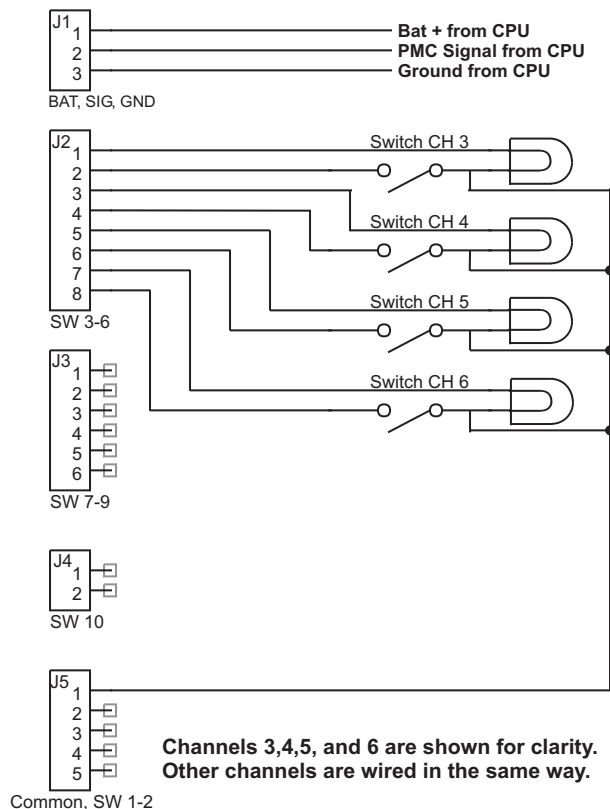 J1
1 Bat + from CPU
2 PMC Signal from CPU
3 Ground from CPU
BAT, SIG, GND
J2
Switch CH 3
1
2
3
Switch CH 4
4
5
6
Switch CH 5
7
8
SW 3-6
J3
1
Switch CH 6
2
3
4
5
6
SW 7-9
J4
1
2
SW 10
J5
1
2
3
4
5
Channels 3,4,5, and 6 are shown for clarity.
Other channels are wired in the same way.
Common, SW 1-2